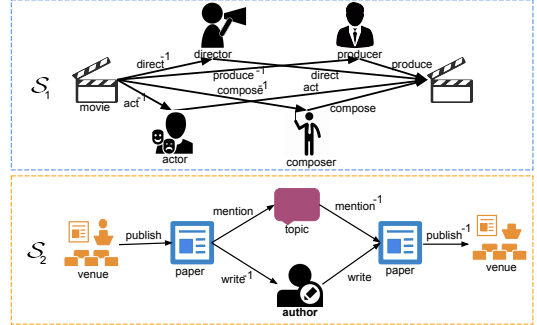 director
producer
direct-1
produce-1
direct
produce
S1
movie
act-1
compose-1
act
compose
actor
composer
mention
mention-1
topic
publish
publish-1
S2
venue
paper
paper
venue
write-1
write
author